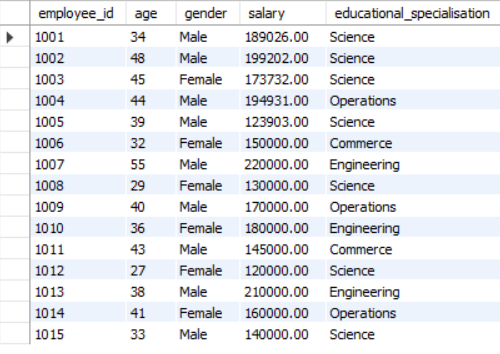 employee_id age gender salary educational_specialisation
1001 34 Male 189026.00 Science
1002 48 Male 199202.00 Science
1003 45 Female 173732.00 Science
1004 44 Male 194931.00 Operations
1005 39 Male 123903.00 Science
1006 32 Female 150000.00 Commerce
1007 55 Male 220000.00 Engineering
1008 29 Female 130000.00 Science
1009 40 Male 170000.00 Operations
1010 36 Female 180000.00 Engineering
1011 43 Male 145000.00 Commerce
1012 27 Female 120000.00 Science
1013 38 Male 210000.00 Engineering
1014 41 Female 160000.00 Operations
1015 33 Male 140000.00 Science